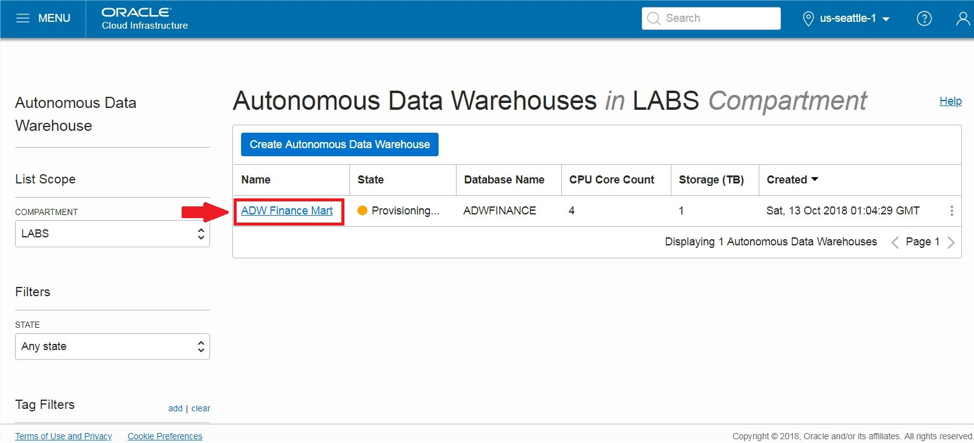 MENU
ORACLE
Cloud Infrastructure
Search
us-seattle-1
?
Autonomous Data
Warehouse
Autonomous Data Warehouses in LABS Compartment
Help
Create Autonomous Data Warehouse
List Scope
Name State Database Name CPU Core Count Storage (TB) Created
COMPARTMENT
LABS
ADW Finance Mart Provisioning... ADWFINANCE 4 1 Sat, 13 Oct 2018 01:04:29 GMT
Displaying 1 Autonomous Data Warehouses Page 1
Filters
STATE
Any state
Tag Filters add | clear
Terms of Use and Privacy Cookie Preferences
Copyright © 2018, Oracle and/or its affiliates. All rights reserved.